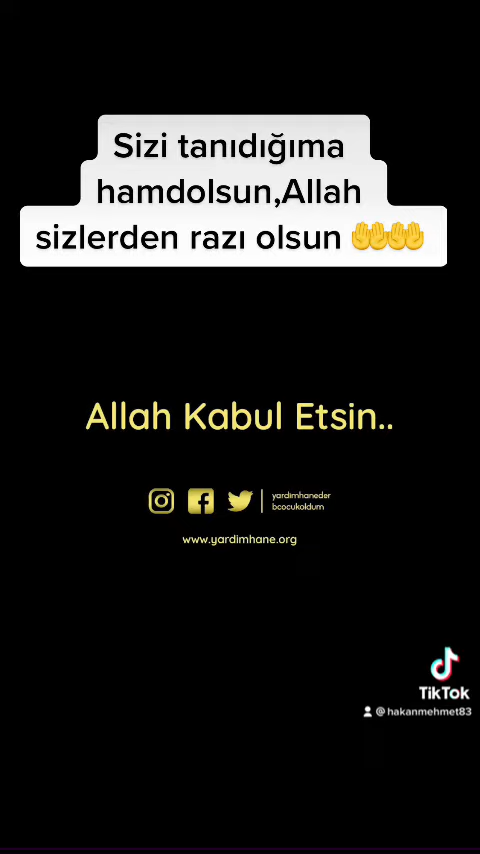 Sizi tanıdığıma
hamdolsun,Allah
sizlerden razı olsun 🤲🤲
Allah Kabul Etsin..
yardimhaneder
bcocukoldum
www.yardimhane.org
TikTok
@hakanmehmet83